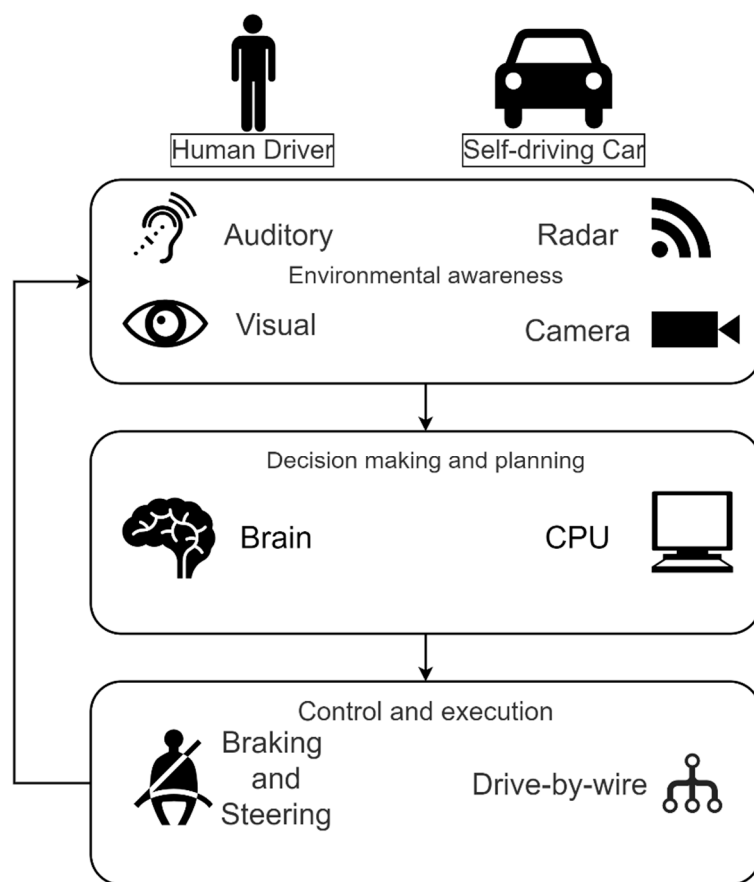 Human Driver
Self-driving Car
Auditory
Radar
Environmental awareness
Visual
Camera
Decision making and planning
Brain
CPU
Control and execution
Braking
and
Steering
Drive-by-wire